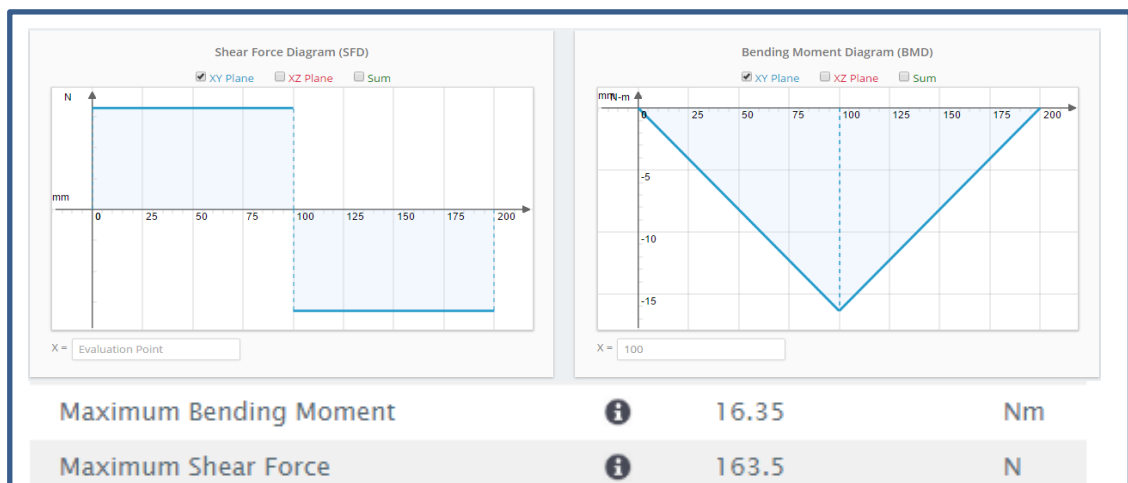 Shear Force Diagram (SFD)
XY Plane XZ Plane Sum
N
mm
0 25 50 75 100 125 150 175 200
X = Evaluation Point
Bending Moment Diagram (BMD)
XY Plane XZ Plane Sum
mm N-m
0 25 50 75 100 125 150 175 200
-5
-10
-15
X = 100
Maximum Bending Moment 16.35 Nm
Maximum Shear Force 163.5 N